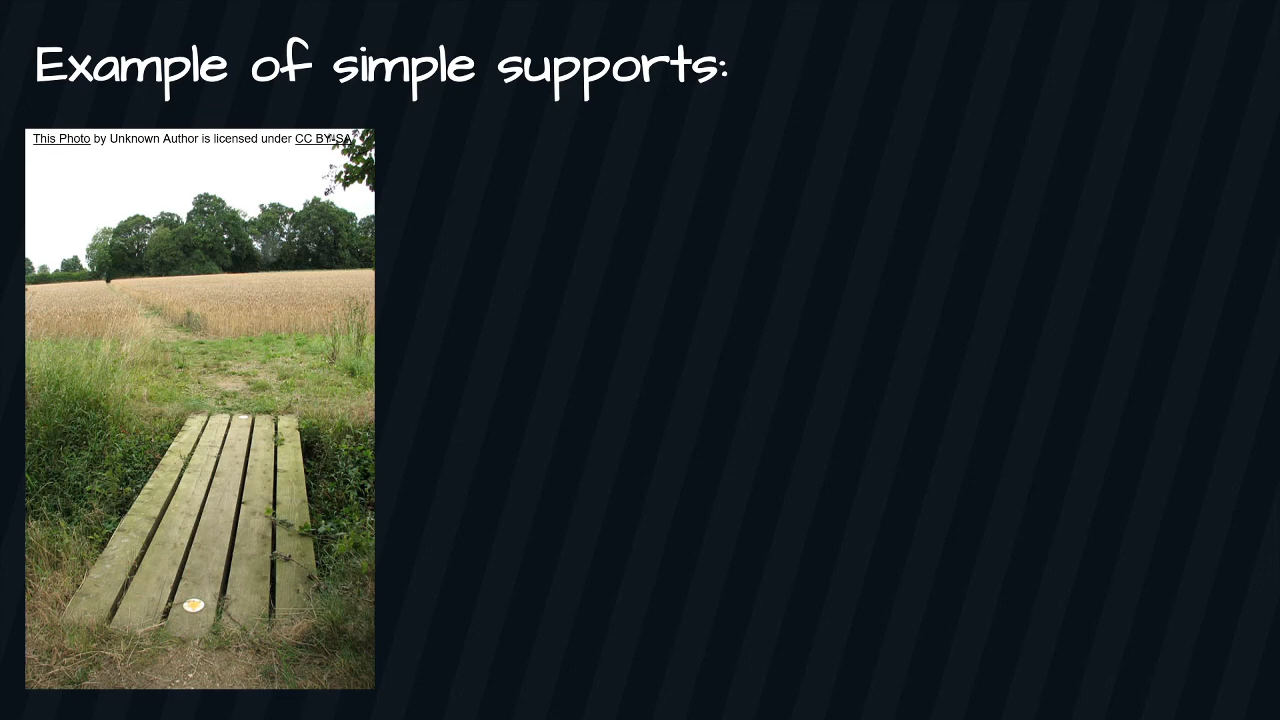 Example of simple supports:
This Photo by Unknown Author is licensed under CC BY-SA